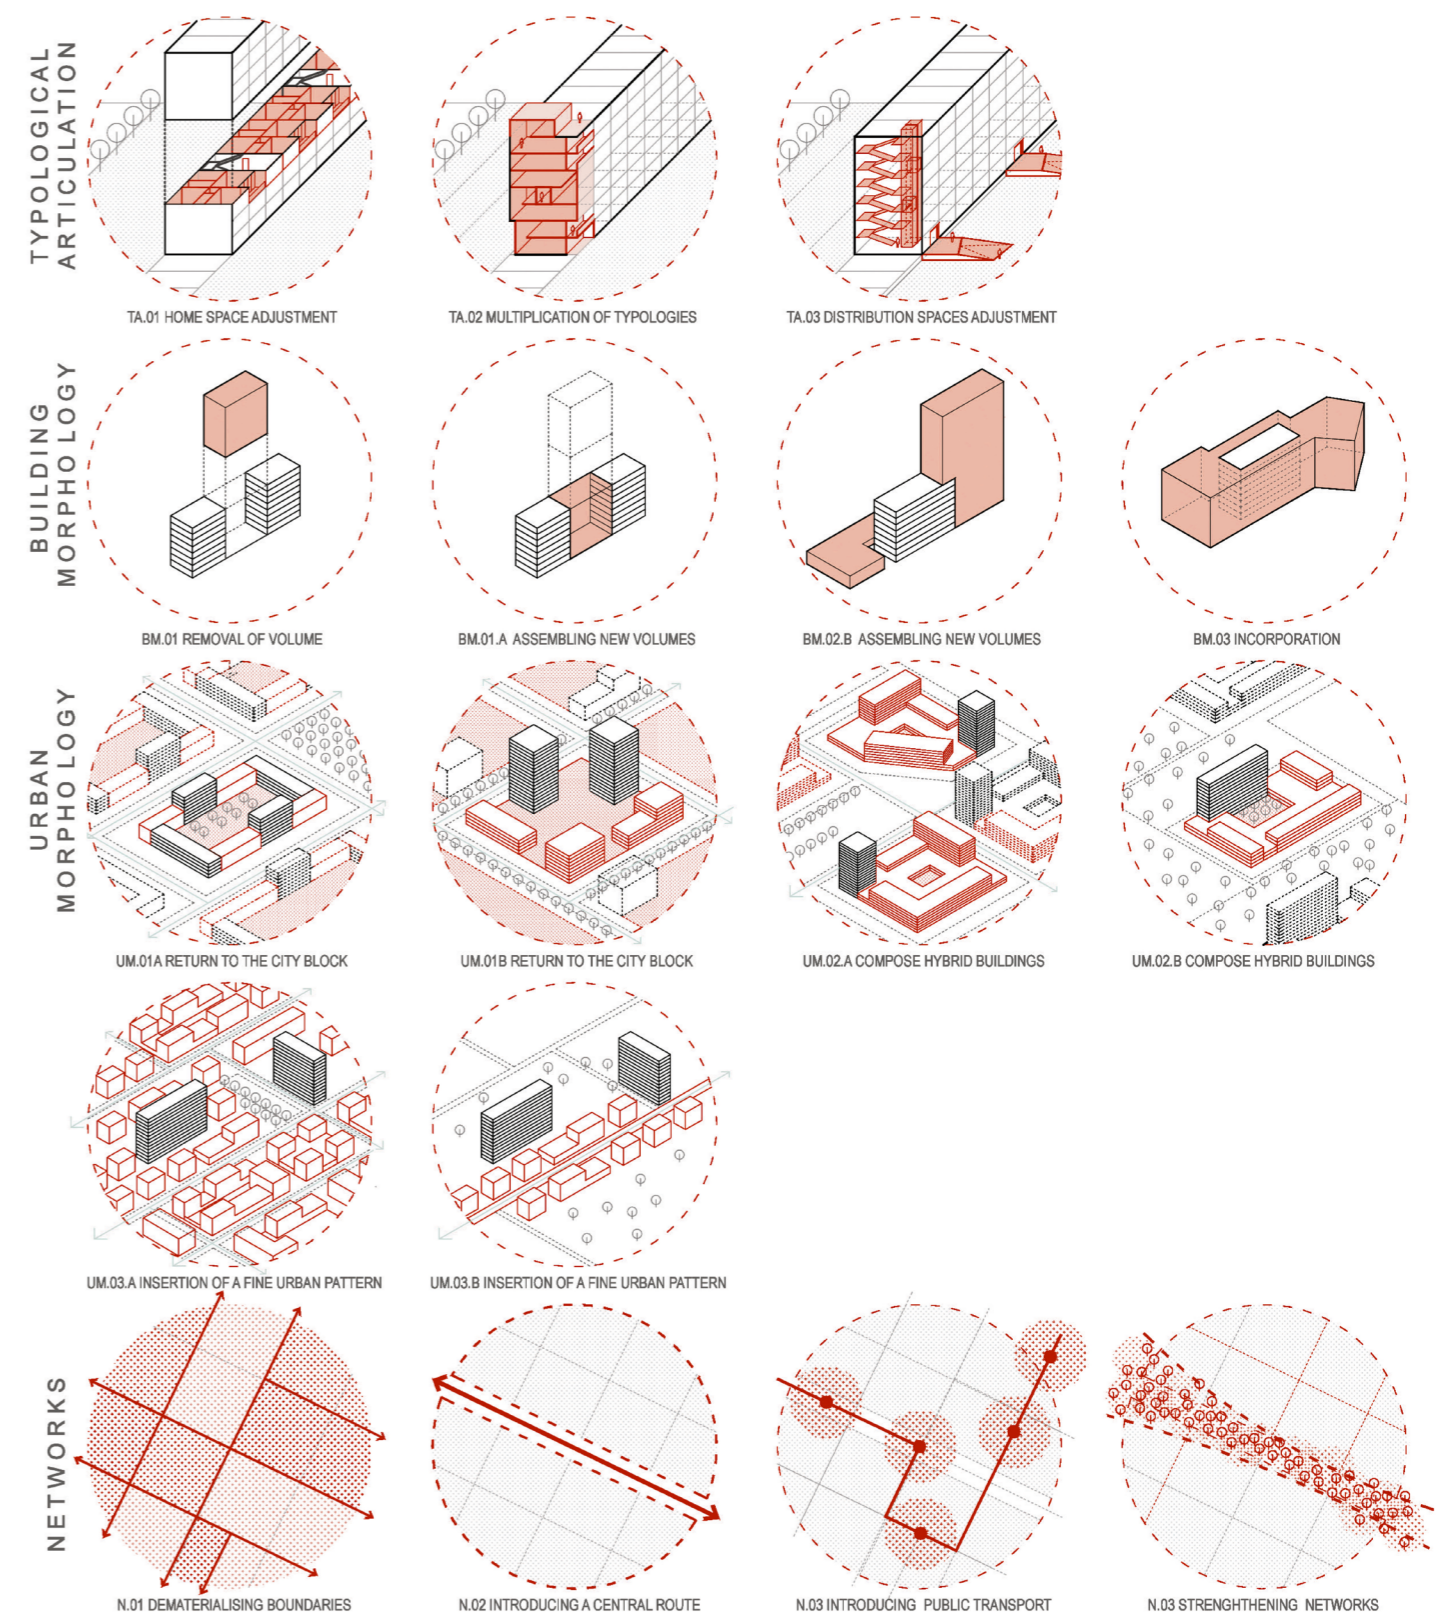 TYPOLOGICAL
ARTICULATION
TA.01 HOME SPACE ADJUSTMENT
TA.02 MULTIPLICATION OF TYPOLOGIES
TA.03 DISTRIBUTION SPACES ADJUSTMENT
BUILDING
MORPHOLOGY
BM.01 REMOVAL OF VOLUME
BM.01.A ASSEMBLING NEW VOLUMES
BM.02.B ASSEMBLING NEW VOLUMES
BM.03 INCORPORATION
URBAN
MORPHOLOGY
UM.01A RETURN TO THE CITY BLOCK
UM.01B RETURN TO THE CITY BLOCK
UM.02.A COMPOSE HYBRID BUILDINGS
UM.02.B COMPOSE HYBRID BUILDINGS
UM.03.A INSERTION OF A FINE URBAN PATTERN
UM.03.B INSERTION OF A FINE URBAN PATTERN
NETWORKS
N.01 DEMATERIALISING BOUNDARIES
N.02 INTRODUCING A CENTRAL ROUTE
N.03 INTRODUCING PUBLIC TRANSPORT
N.03 STRENGHTHENING NETWORKS